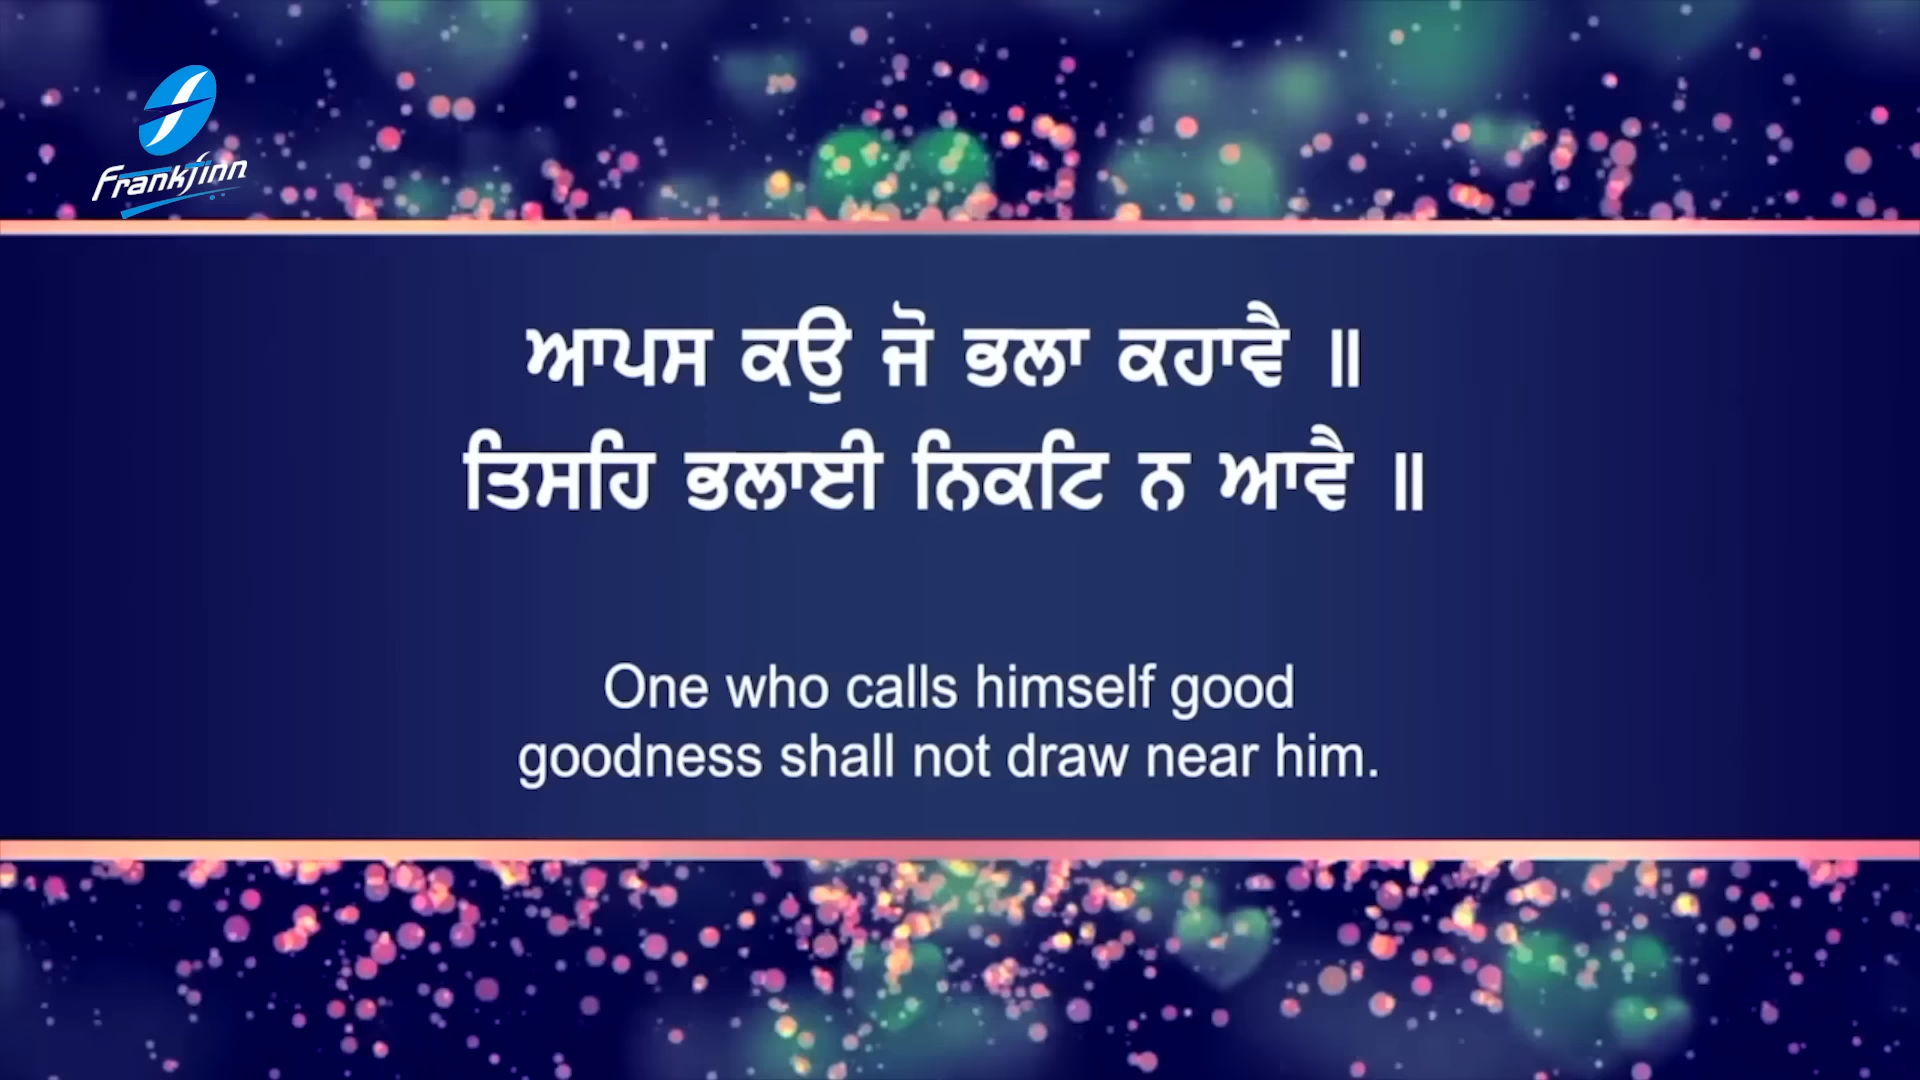 Frankfinn
ਆਪਸ ਕਉ ਜੋ ਭਲਾ ਕਹਾਵੈ ॥
ਤਿਸਹਿ ਭਲਾਈ ਨਿਕਟਿ ਨ ਆਵੈ ॥
One who calls himself good
goodness shall not draw near him.